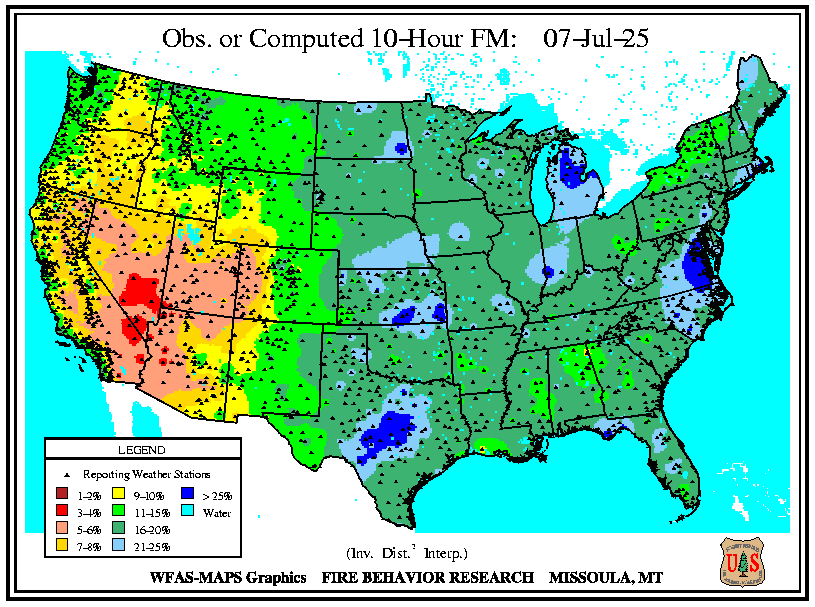 Obs. or Computed 10-Hour FM: 07-Jul-25
LEGEND
Reporting Weather Stations
1-2% 9-10% > 25%
3-4% 11-15% Water
5-6% 16-20%
7-8% 21-25%
(Inv. Dist.² Interp.)
WFAS-MAPS Graphics FIRE BEHAVIOR RESEARCH MISSOULA, MT
U S